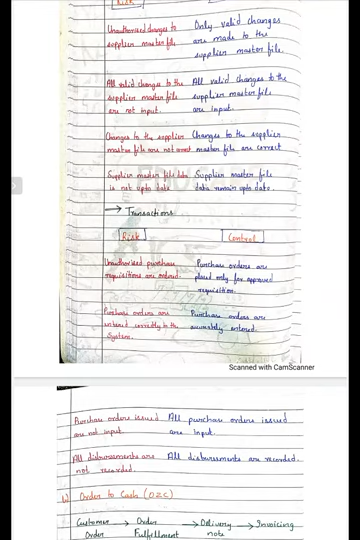 Risk
Unauthorised changes to Only valid changes
supplier master file are made to the
supplier master file.
All valid changes to the All valid changes to the
supplier master file supplier master file
are not input. are input.
Changes to the supplier Changes to the supplier
master file are not correct master file are correct
Supplier master file data Supplier master file
is not upto date data remain upto date.
→ Transactions
Risk Control
Unauthorised purchase Purchase orders are
requisitions are ordered. placed only for approved
requisition.
Purchase orders are Purchase orders are
entered correctly to the accurately entered.
System.
Scanned with CamScanner
Purchase orders issued All purchase orders issued
are not input. are input.
All disbursments are All disbursments are recorded.
not recorded.
Order to Cash (O2C)
Customer → Order → Delivery → Invoicing
Order Fulfillment note